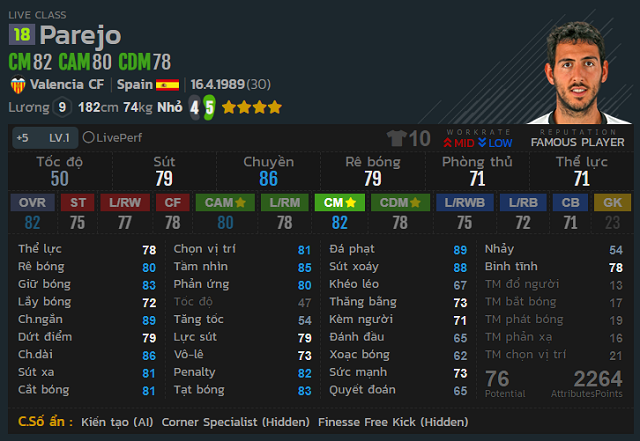 LIVE CLASS
18 Parejo
CM 82 CAM 80 CDM 78
Valencia CF Spain 16.4.1989(30)
Lương 9 182cm 74kg Nhỏ 4 5
+5 LV.1 LivePerf 10 WORKRATE MID LOW REPUTATION FAMOUS PLAYER
Tốc độ Sút Chuyền Rê bóng Phòng thủ Thể lực
50 79 86 79 71 71
OVR ST L/RW CF CAM L/RM CM CDM L/RWB L/RB CB GK
82 75 77 78 80 78 82 78 75 72 71 23
Thể lực 78 Chọn vị trí 81 Đá phạt 89 Nhảy 54
Rê bóng 80 Tầm nhìn 85 Sút xoáy 88 Bình tĩnh 78
Giữ bóng 83 Phản ứng 80 Khéo léo 67 TM đổ người 13
Lấy bóng 72 Tốc độ 47 Thăng bằng 73 TM bắt bóng 17
Ch.ngắn 89 Tăng tốc 54 Kèm người 71 TM phát bóng 19
Dứt điểm 79 Lực sút 79 Đánh đầu 65 TM phản xạ 16
Ch.dài 86 Vô-lê 73 Xoạc bóng 62 TM chọn vị trí 21
Sút xa 81 Penalty 82 Sức mạnh 73 76 2264
Cắt bóng 81 Tạt bóng 83 Quyết đoán 65 Potential AttributesPoints
C.Số ẩn : Kiến tạo (AI) Corner Specialist (Hidden) Finesse Free Kick (Hidden)